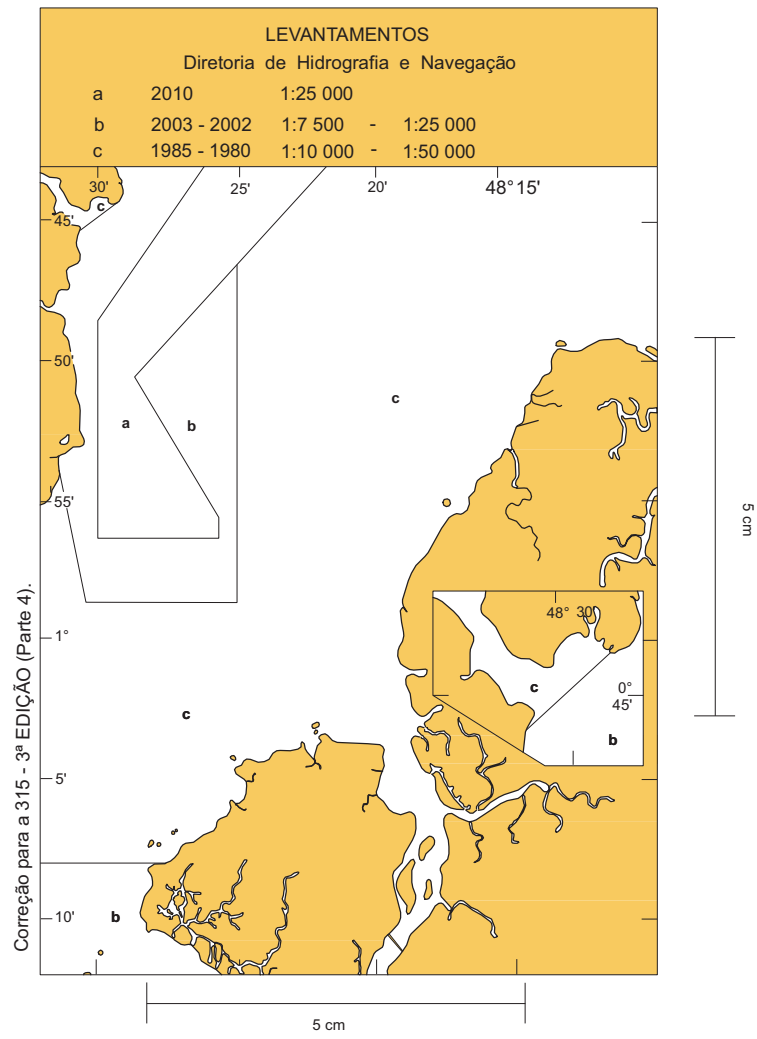 LEVANTAMENTOS
Diretoria de Hidrografia e Navegação
a 2010 1:25 000
b 2003 - 2002 1:7 500 - 1:25 000
c 1985 - 1980 1:10 000 - 1:50 000
30' 25' 20' 48° 15'
c
45'
50'
c
a b
55'
5 cm
Correção para a 315 - 3ª EDIÇÃO (Parte 4).
48° 30'
1°
c 0°
45'
c
b
5'
b 10'
5 cm